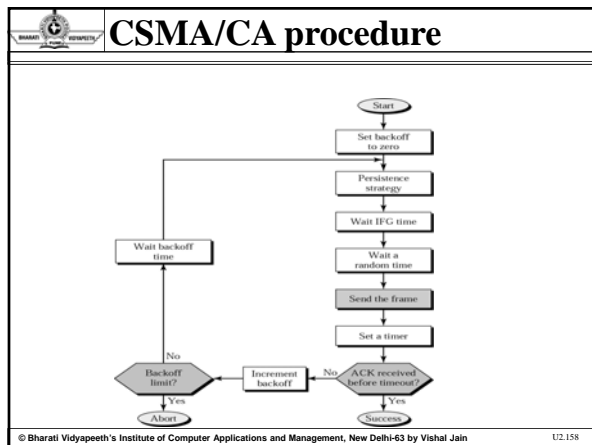 BHARATI
VIDYAPEETH
PUNE
CSMA/CA procedure
Start
Set backoff
to zero
Persistence
strategy
Wait IFG time
Wait backoff
time
Wait a
random time
Send the frame
Set a timer
No
Backoff
limit?
Increment
backoff
No
ACK received
before timeout?
Yes
Yes
Abort
Success
© Bharati Vidyapeeth's Institute of Computer Applications and Management, New Delhi-63 by Vishal Jain
U2.158